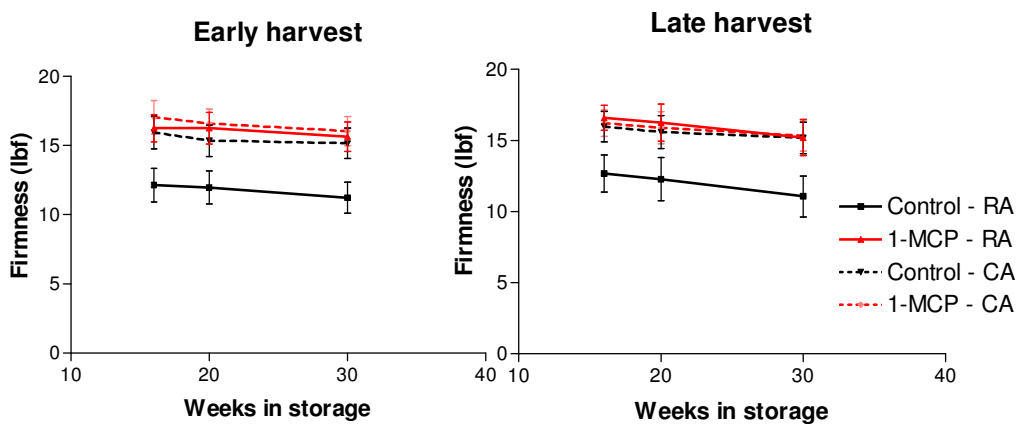 Early harvest
20
15
10
5
0
Firmness (lbf)
10
20
30
40
Weeks in storage
Late harvest
20
15
10
5
0
Firmness (lbf)
10
20
30
40
Weeks in storage
Control - RA
1-MCP - RA
Control - CA
1-MCP - CA